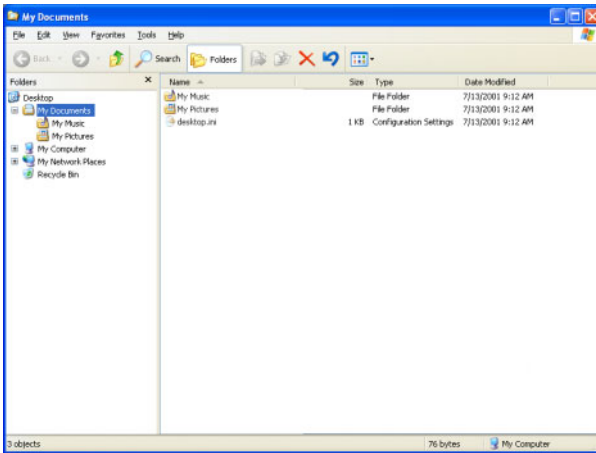 My Documents
File Edit View Favorites Tools Help
Back Search Folders
Folders
Desktop
My Documents
My Music
My Pictures
My Computer
My Network Places
Recycle Bin
Name Size Type Date Modified
My Music File Folder 7/13/2001 9:12 AM
My Pictures File Folder 7/13/2001 9:12 AM
desktop.ini 1 KB Configuration Settings 7/13/2001 9:12 AM
3 objects 76 bytes My Computer